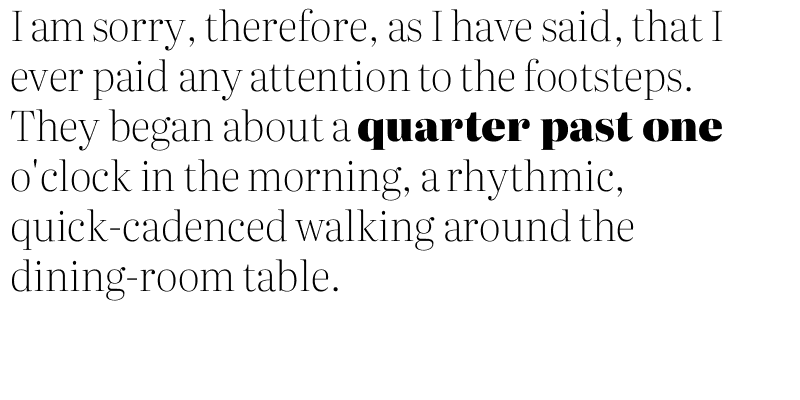 I am sorry, therefore, as I have said, that I
ever paid any attention to the footsteps.
They began about a quarter past one
o'clock in the morning, a rhythmic,
quick-cadenced walking around the
dining-room table.